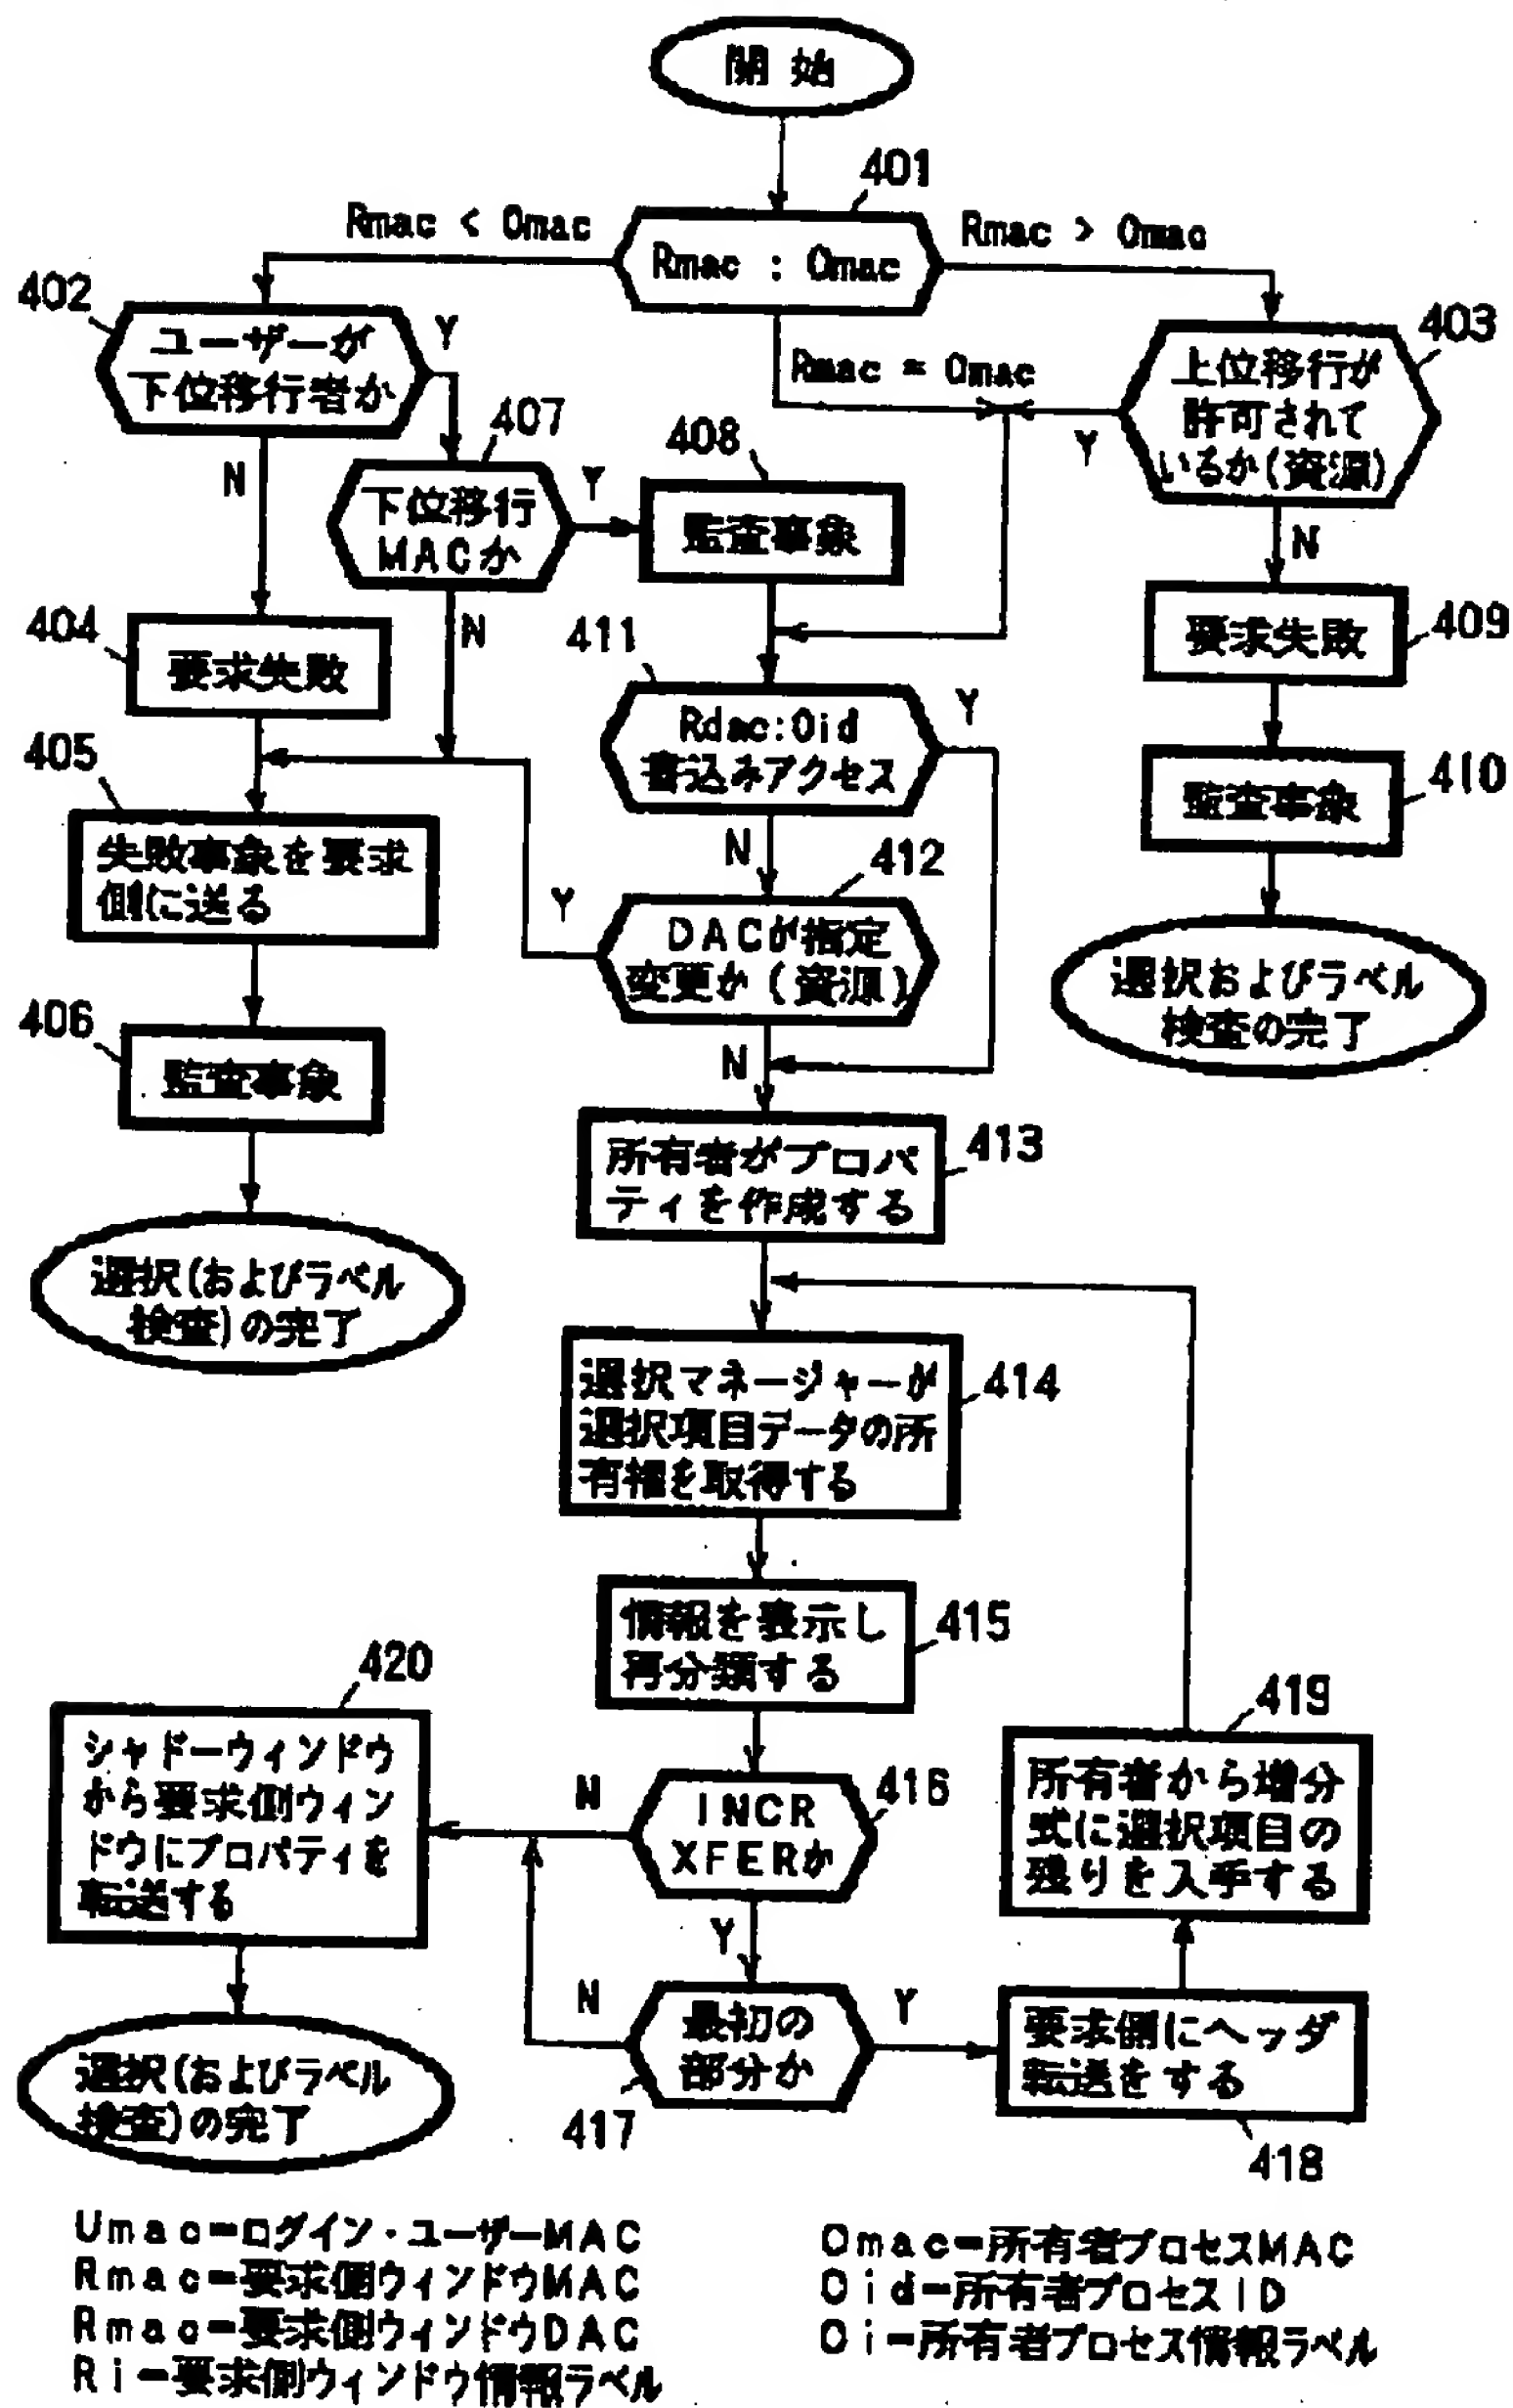 開始
401
Rmac < Omac
Rmac : Omac
Rmac > Omac
Rmac = Omac
402
ユーザーが
下位移行者か
Y
N
403
上位移行が
許可されて
いるか(資源)
Y
N
407
下位移行
MACか
Y
N
408
監査事象
404
要求失敗
409
要求失敗
411
Rdac:Oid
書込みアクセス
Y
N
405
失敗事象を要求
側に送る
410
監査事象
412
DACが指定
変更か(資源)
Y
N
選択およびラベル
検査の完了
406
監査事象
413
所有者がプロパ
ティを作成する
選択(およびラベル
検査)の完了
414
選択マネージャーが
選択項目データの所
有権を取得する
415
情報を表示し
再分類する
420
シャドーウィンドウ
から要求側ウィン
ドウにプロパティを
転送する
416
INCR
XFERか
N
Y
419
所有者から増分
式に選択項目の
残りを入手する
417
最初の
部分か
N
Y
418
要求側にヘッダ
転送をする
選択(およびラベル
検査)の完了
Umac=ログイン・ユーザーMAC
Rmac=要求側ウィンドウMAC
Rmac=要求側ウィンドウDAC
Ri=要求側ウィンドウ情報ラベル
Omac=所有者プロセスMAC
Oid=所有者プロセスID
Oi=所有者プロセス情報ラベル